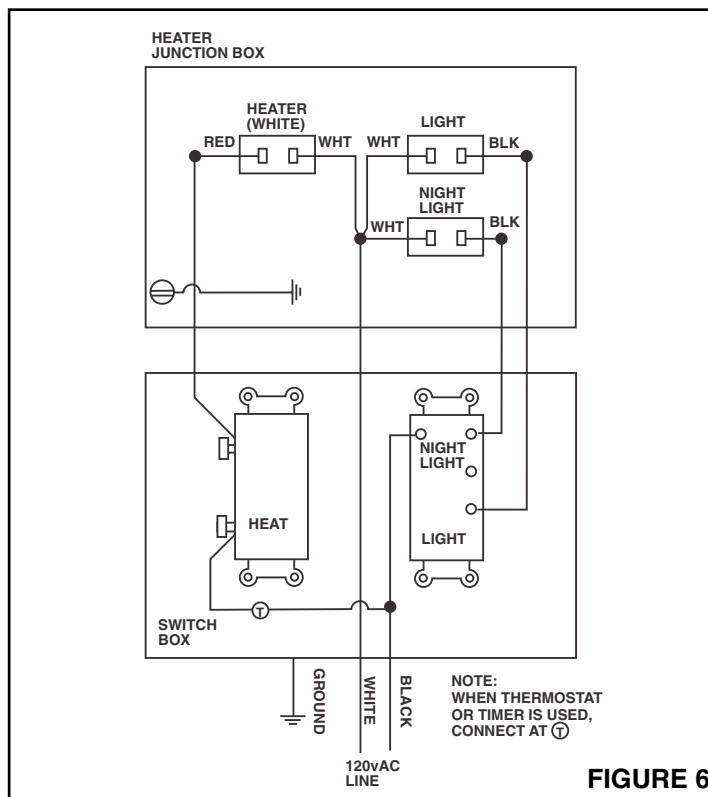 HEATER
JUNCTION BOX
HEATER
(WHITE)
LIGHT
RED
WHT
WHT
BLK
NIGHT
LIGHT
WHT
BLK
NIGHT
LIGHT
HEAT
LIGHT
T
SWITCH
BOX
GROUND
WHITE
BLACK
NOTE:
WHEN THERMOSTAT
OR TIMER IS USED,
CONNECT AT T
120vAC
LINE
FIGURE 6